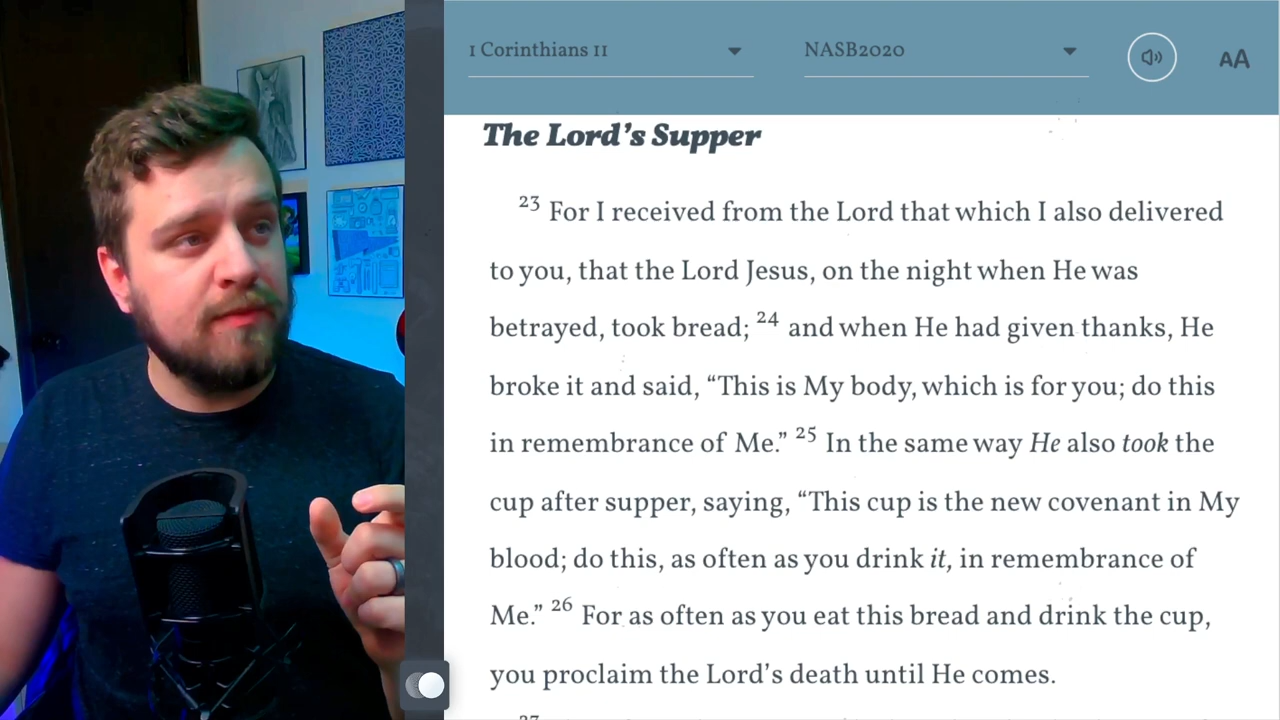 1 Corinthians 11
NASB2020
AA
The Lord's Supper
23 For I received from the Lord that which I also delivered
to you, that the Lord Jesus, on the night when He was
betrayed, took bread; 24 and when He had given thanks, He
broke it and said, “This is My body, which is for you; do this
in remembrance of Me.” 25 In the same way He also took the
cup after supper, saying, “This cup is the new covenant in My
blood; do this, as often as you drink it, in remembrance of
Me.” 26 For as often as you eat this bread and drink the cup,
you proclaim the Lord’s death until He comes.